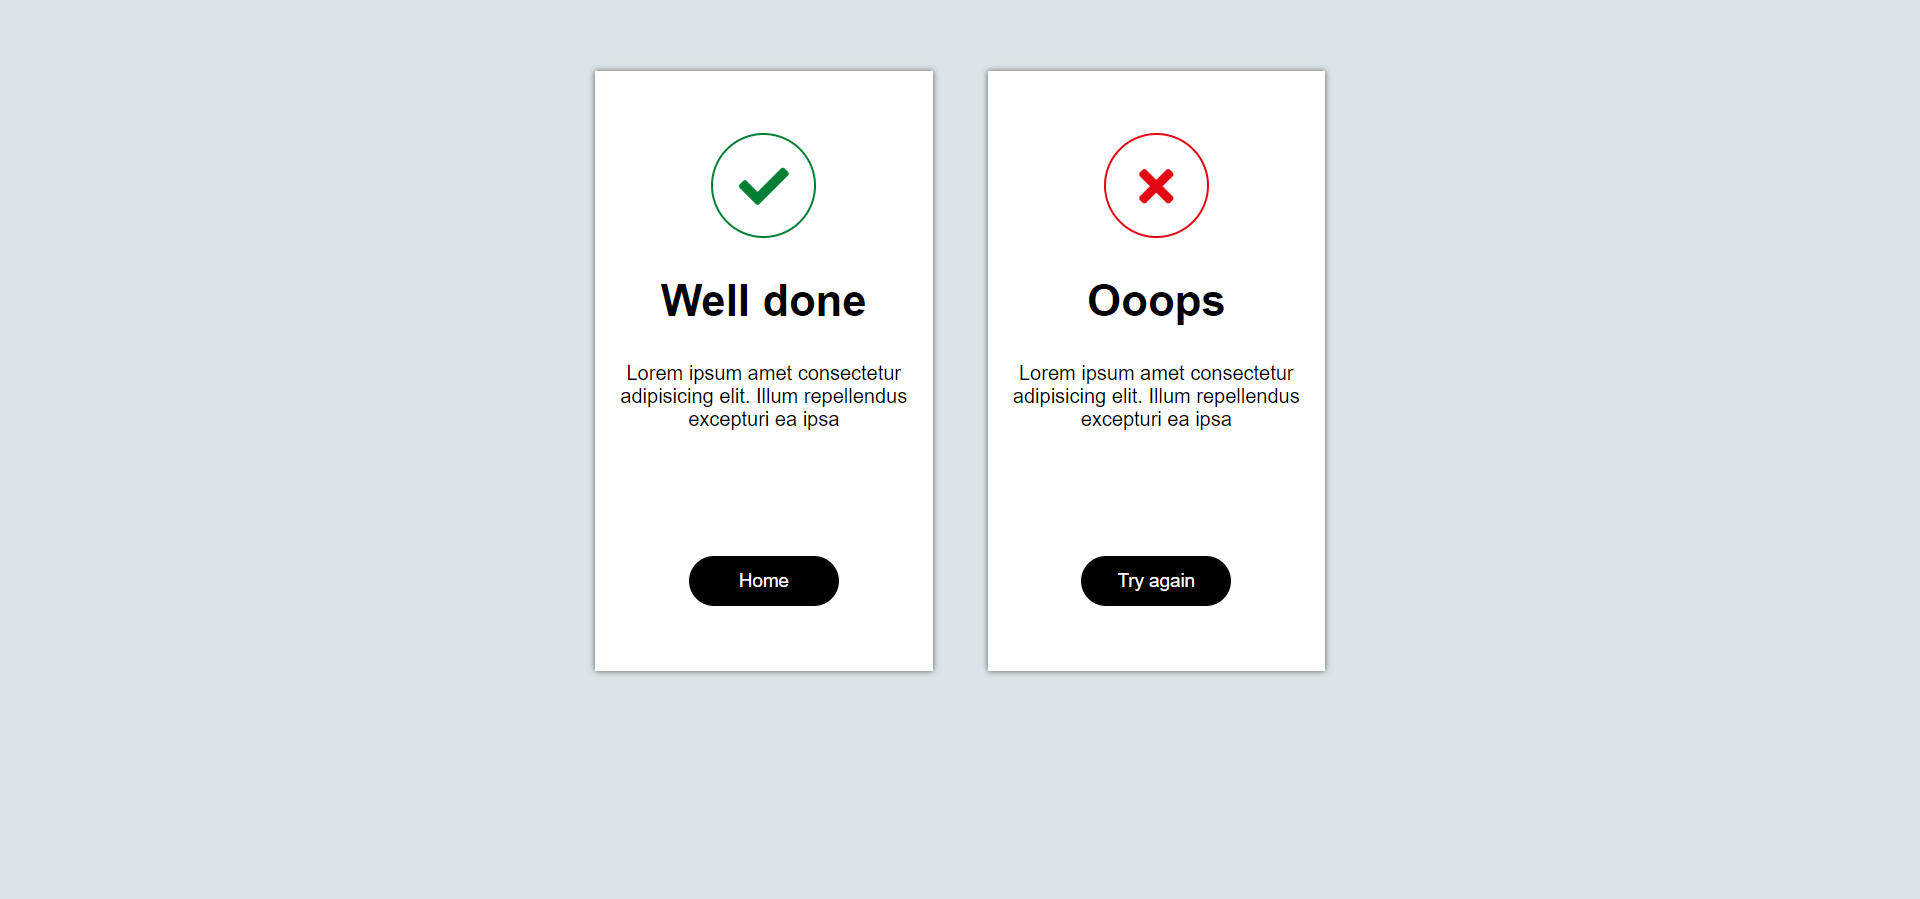 Well done
Lorem ipsum amet consectetur
adipisicing elit. Illum repellendus
excepturi ea ipsa
Home
Ooops
Lorem ipsum amet consectetur
adipisicing elit. Illum repellendus
excepturi ea ipsa
Try again